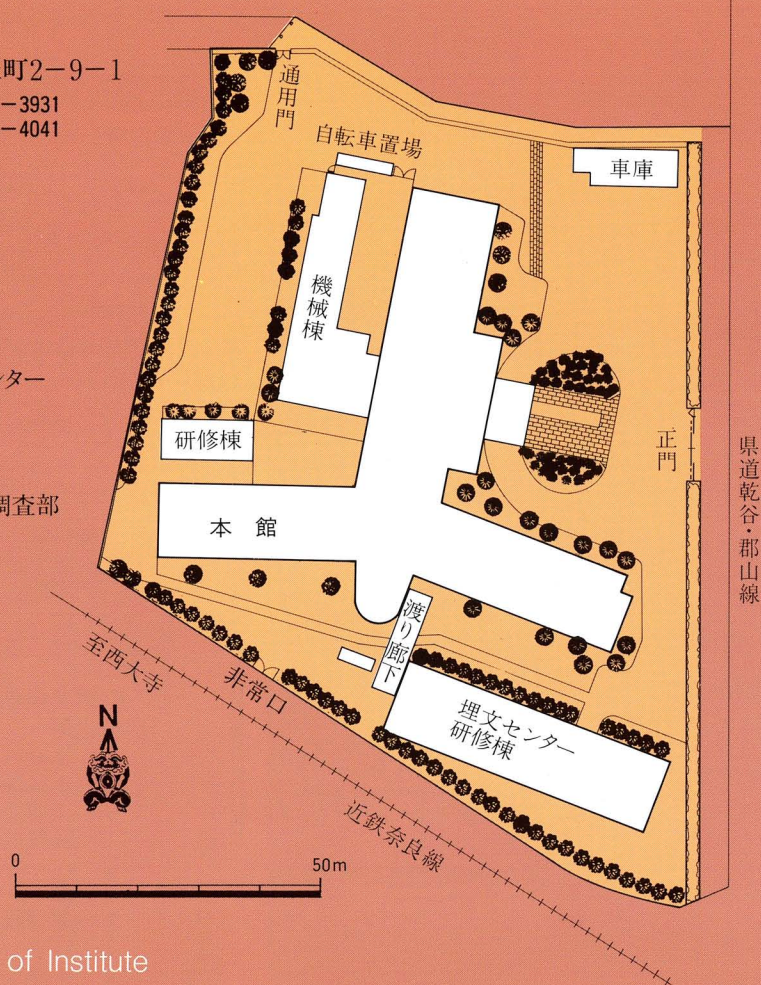 町2-9-1
-3931
-4041
通用門
自転車置場
車庫
機械棟
ンター
研修棟
正門
県道乾谷・郡山線
調査部
本館
渡り廊下
至西大寺
非常口
埋文センター
研修棟
近鉄奈良線
N
0 50m
of Institute